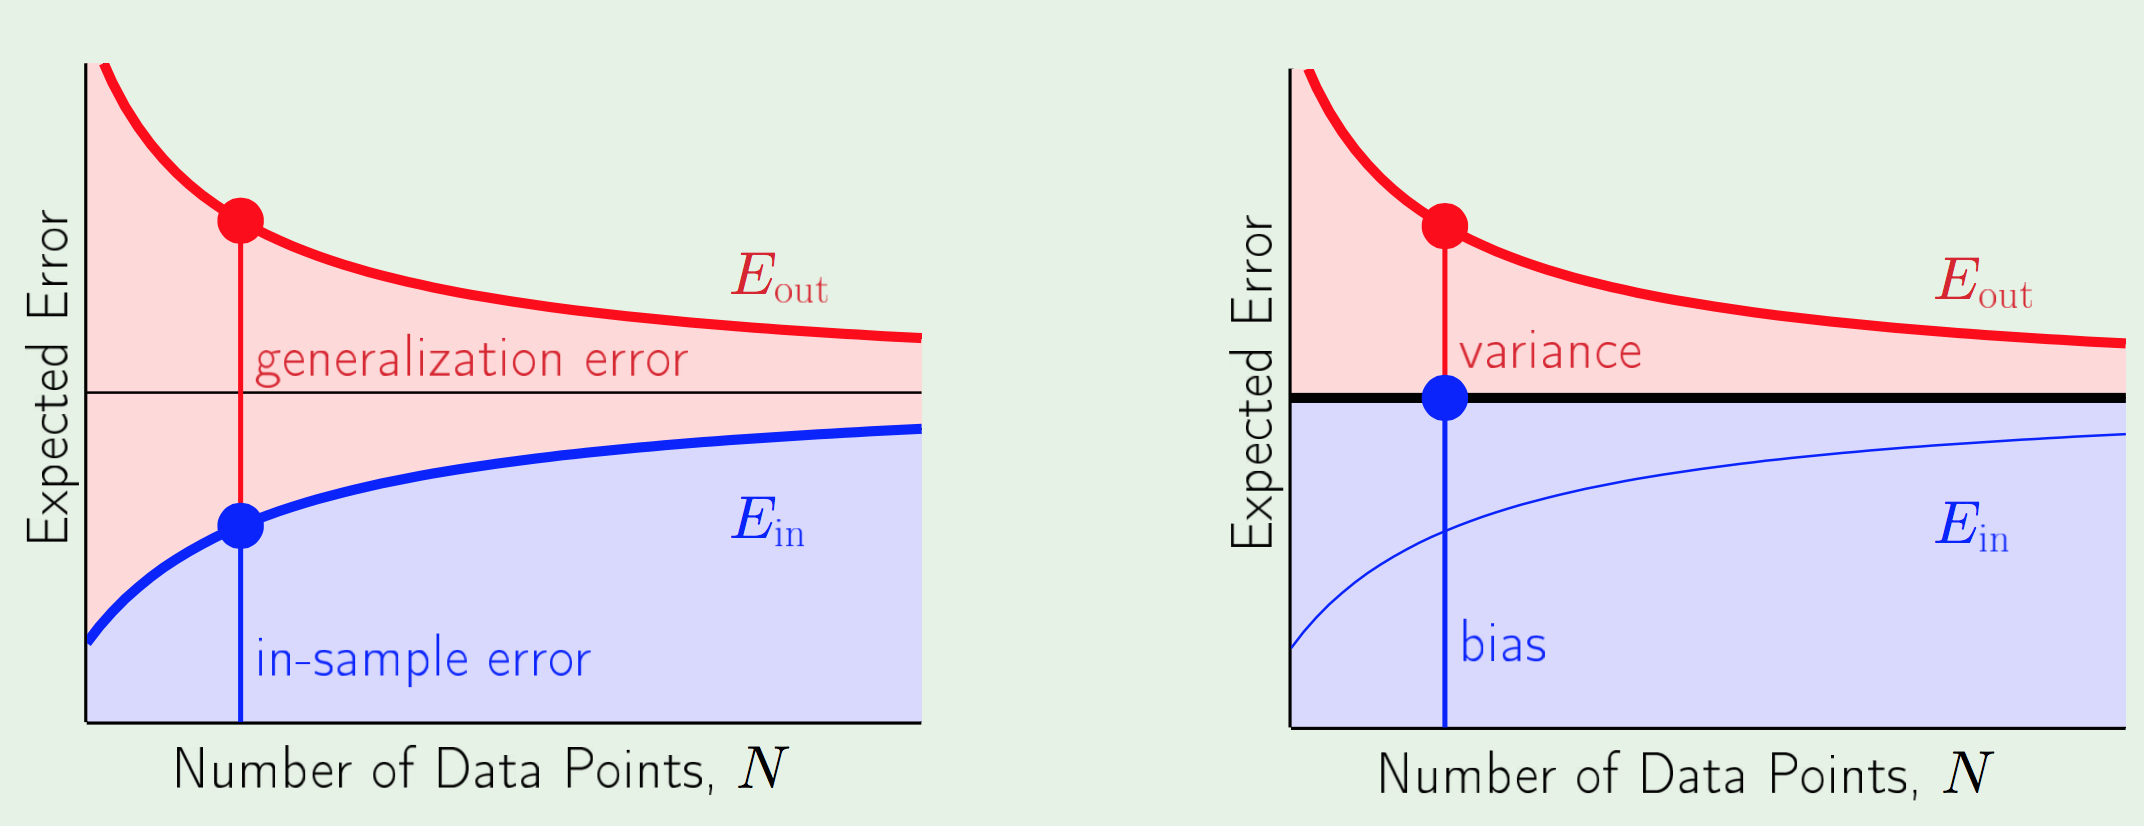 Expected Error
E_out
generalization error
E_in
in-sample error
Number of Data Points, N
Expected Error
E_out
variance
E_in
bias
Number of Data Points, N